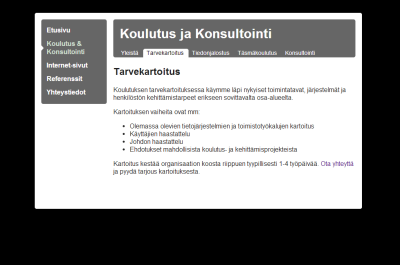 Etusivu
Koulutus &
Konsultointi
Internet-sivut
Referenssit
Yhteystiedot
Koulutus ja Konsultointi
Yleistä Tarvekartoitus Tiedonjalostus Täsmäkoulutus Konsultointi
Tarvekartoitus
Koulutuksen tarvekartoituksessa käymme läpi nykyiset toimintatavat, järjestelmät ja
henkilöstön kehittämistarpeet erikseen sovittavalta osa-alueelta.
Kartoituksen vaiheita ovat mm:
Olemassa olevien tietojärjestelmien ja toimistotyökalujen kartoitus
Käyttäjien haastattelu
Johdon haastattelu
Ehdotukset mahdollisista koulutus- ja kehittämisprojekteista
Kartoitus kestää organisaation koosta riippuen tyypillisesti 1-4 työpäivää. Ota yhteyttä
ja pyydä tarjous kartoituksesta.